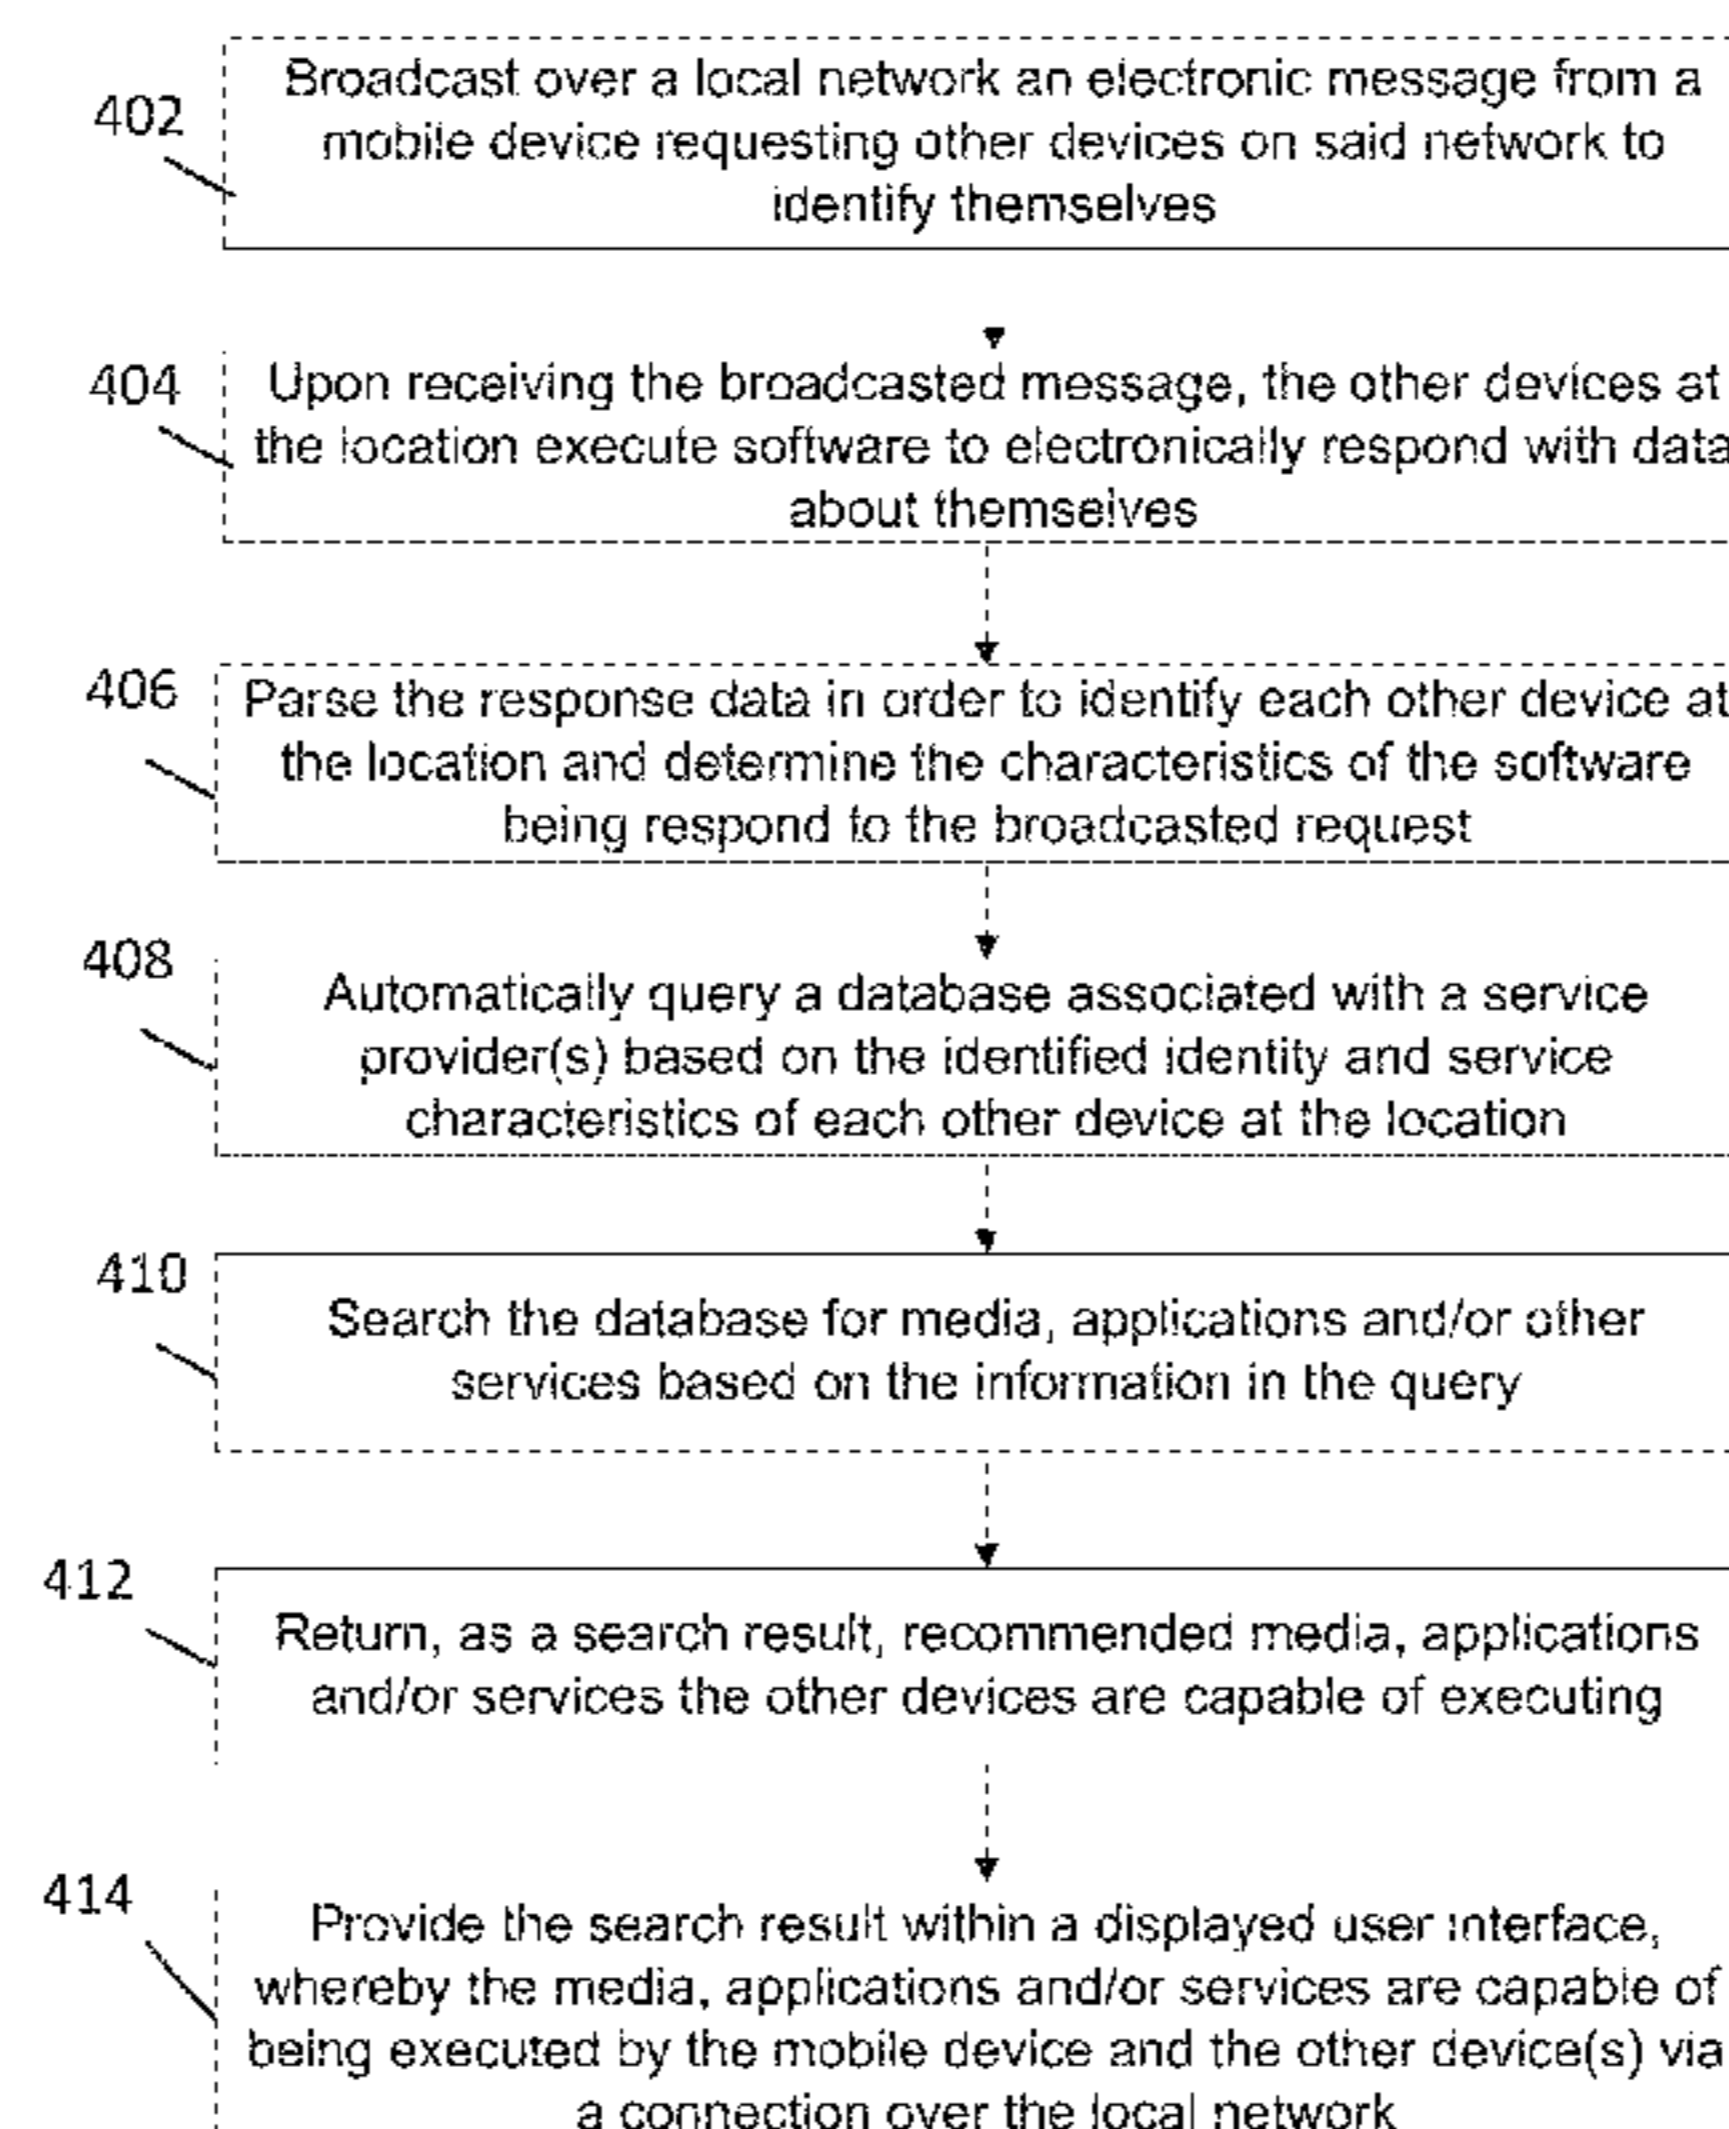 402
Broadcast over a local network an electronic message from a
mobile device requesting other devices on said network to
identify themselves
404
Upon receiving the broadcasted message, the other devices at
the location execute software to electronically respond with data
about themselves
406
Parse the response data in order to identify each other device at
the location and determine the characteristics of the software
being respond to the broadcasted request
408
Automatically query a database associated with a service
provider(s) based on the identified identity and service
characteristics of each other device at the location
410
Search the database for media, applications and/or other
services based on the information in the query
412
Return, as a search result, recommended media, applications
and/or services the other devices are capable of executing
414
Provide the search result within a displayed user interface,
whereby the media, applications and/or services are capable of
being executed by the mobile device and the other device(s) via
a connection over the local network